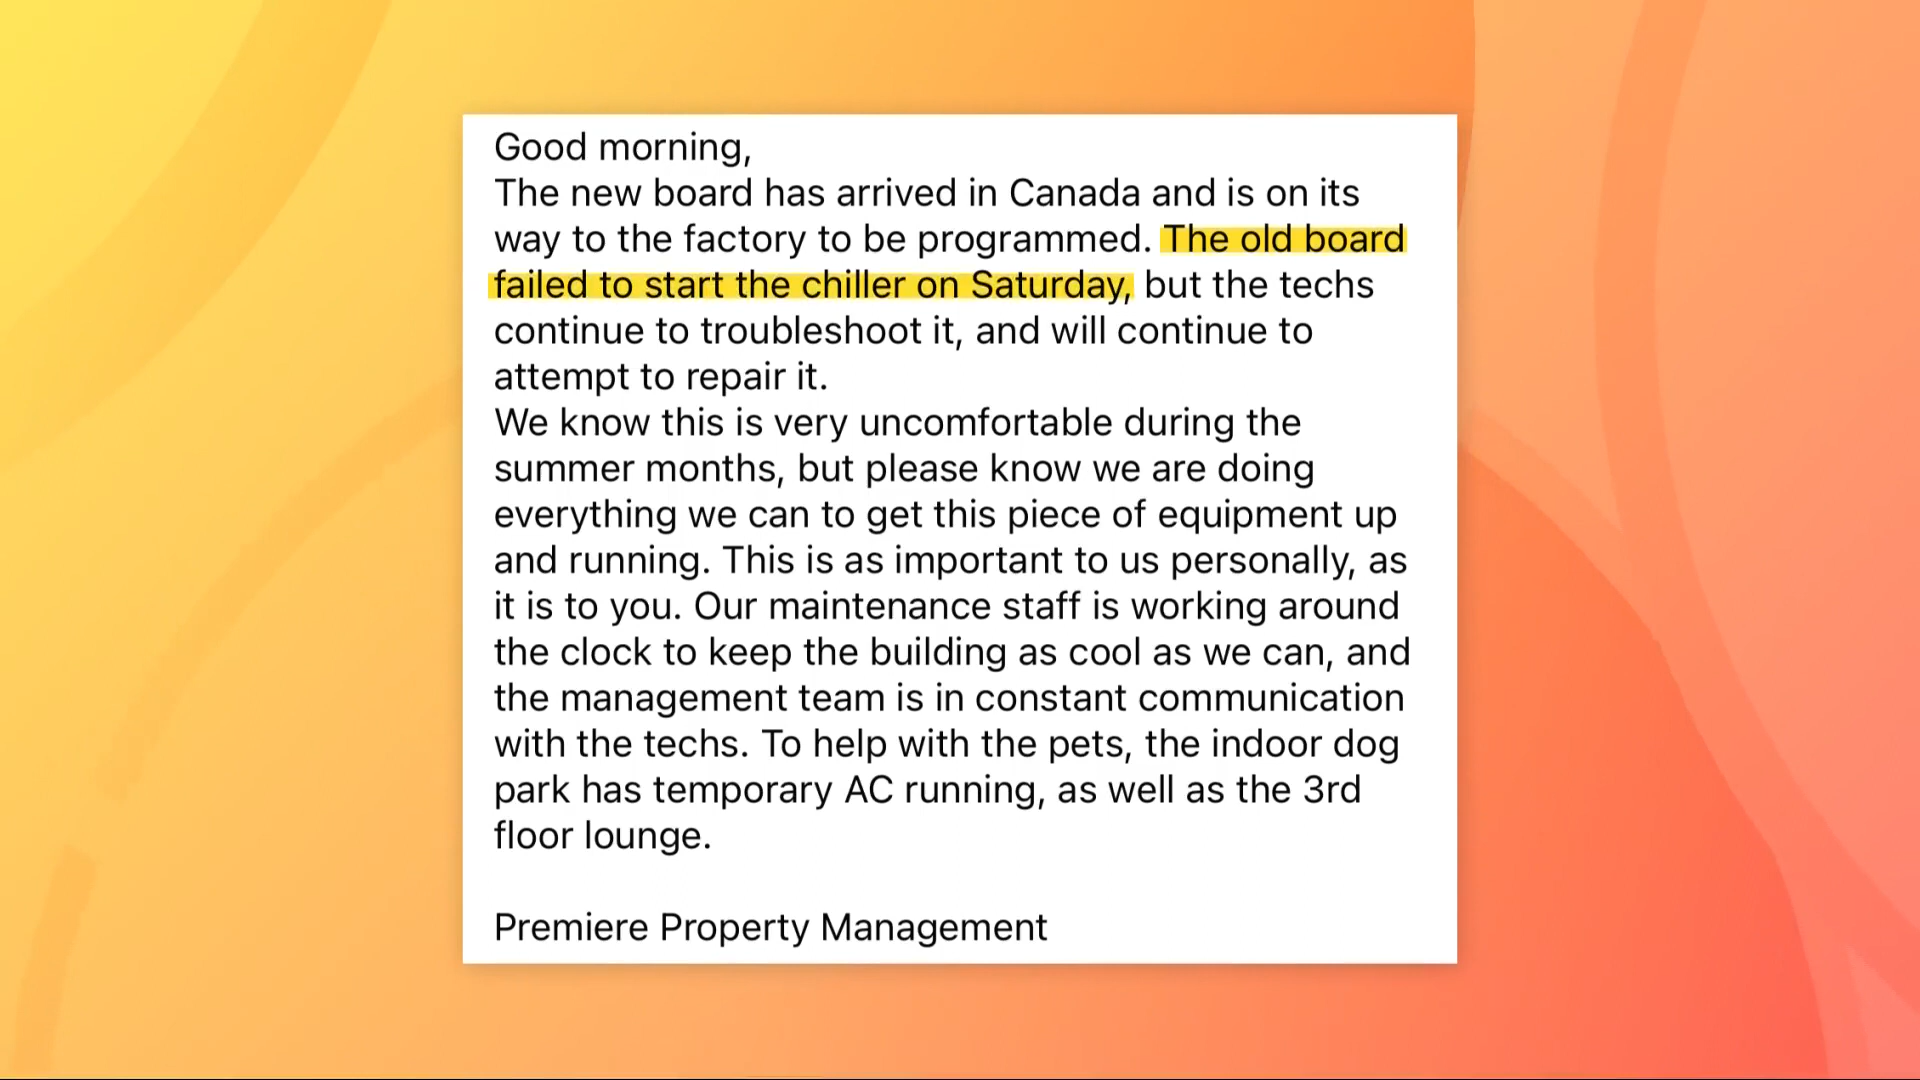 Good morning,
The new board has arrived in Canada and is on its
way to the factory to be programmed. The old board
failed to start the chiller on Saturday, but the techs
continue to troubleshoot it, and will continue to
attempt to repair it.
We know this is very uncomfortable during the
summer months, but please know we are doing
everything we can to get this piece of equipment up
and running. This is as important to us personally, as
it is to you. Our maintenance staff is working around
the clock to keep the building as cool as we can, and
the management team is in constant communication
with the techs. To help with the pets, the indoor dog
park has temporary AC running, as well as the 3rd
floor lounge.
Premiere Property Management